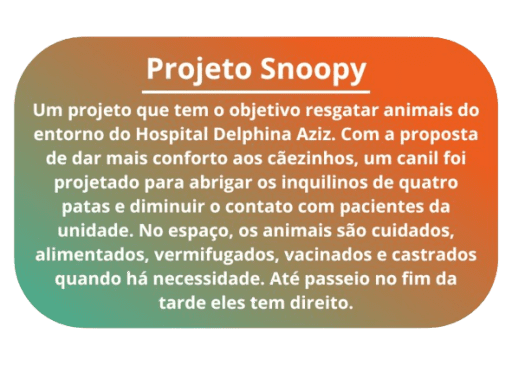 Projeto Snoopy
Um projeto que tem o objetivo resgatar animais do
entorno do Hospital Delphina Aziz. Com a proposta
de dar mais conforto aos cãezinhos, um canil foi
projetado para abrigar os inquilinos de quatro
patas e diminuir o contato com pacientes da
unidade. No espaço, os animais são cuidados,
alimentados, vermifugados, vacinados e castrados
quando há necessidade. Até passeio no fim da
tarde eles tem direito.